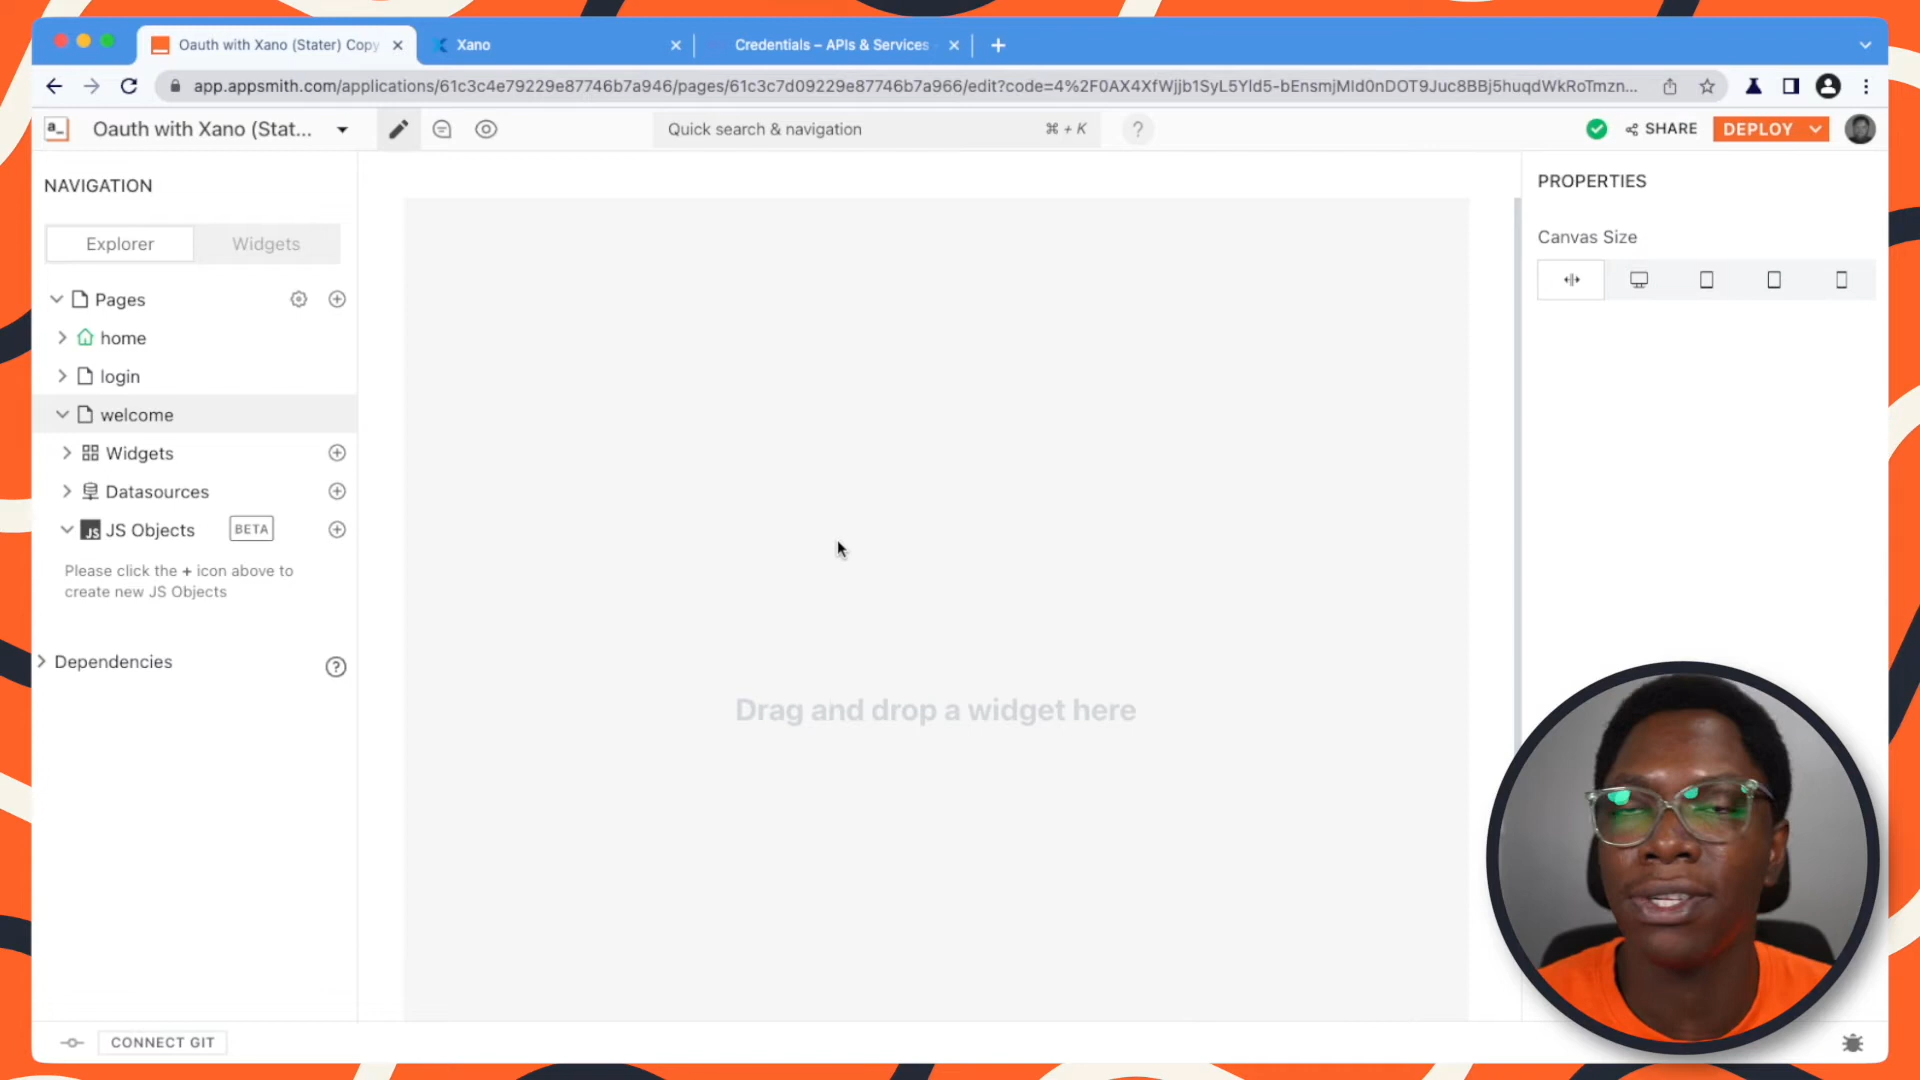 Oauth with Xano (Stater) Copy
Xano
Credentials – APIs & Services
app.appsmith.com/applications/61c3c4e79229e87746b7a946/pages/61c3c7d09229e87746b7a966/edit?code=4%2F0AX4XfWjjb1SyL5Yld5-bEnsmjMId0nDOT9Juc8BBj5huqdWkRoTmzn...
a_
Oauth with Xano (Stat...
Quick search & navigation
⌘ + K
?
SHARE
DEPLOY
NAVIGATION
Explorer
Widgets
Pages
home
login
welcome
Widgets
Datasources
JS
JS Objects
BETA
Please click the + icon above to
create new JS Objects
Dependencies
?
CONNECT GIT
Drag and drop a widget here
PROPERTIES
Canvas Size